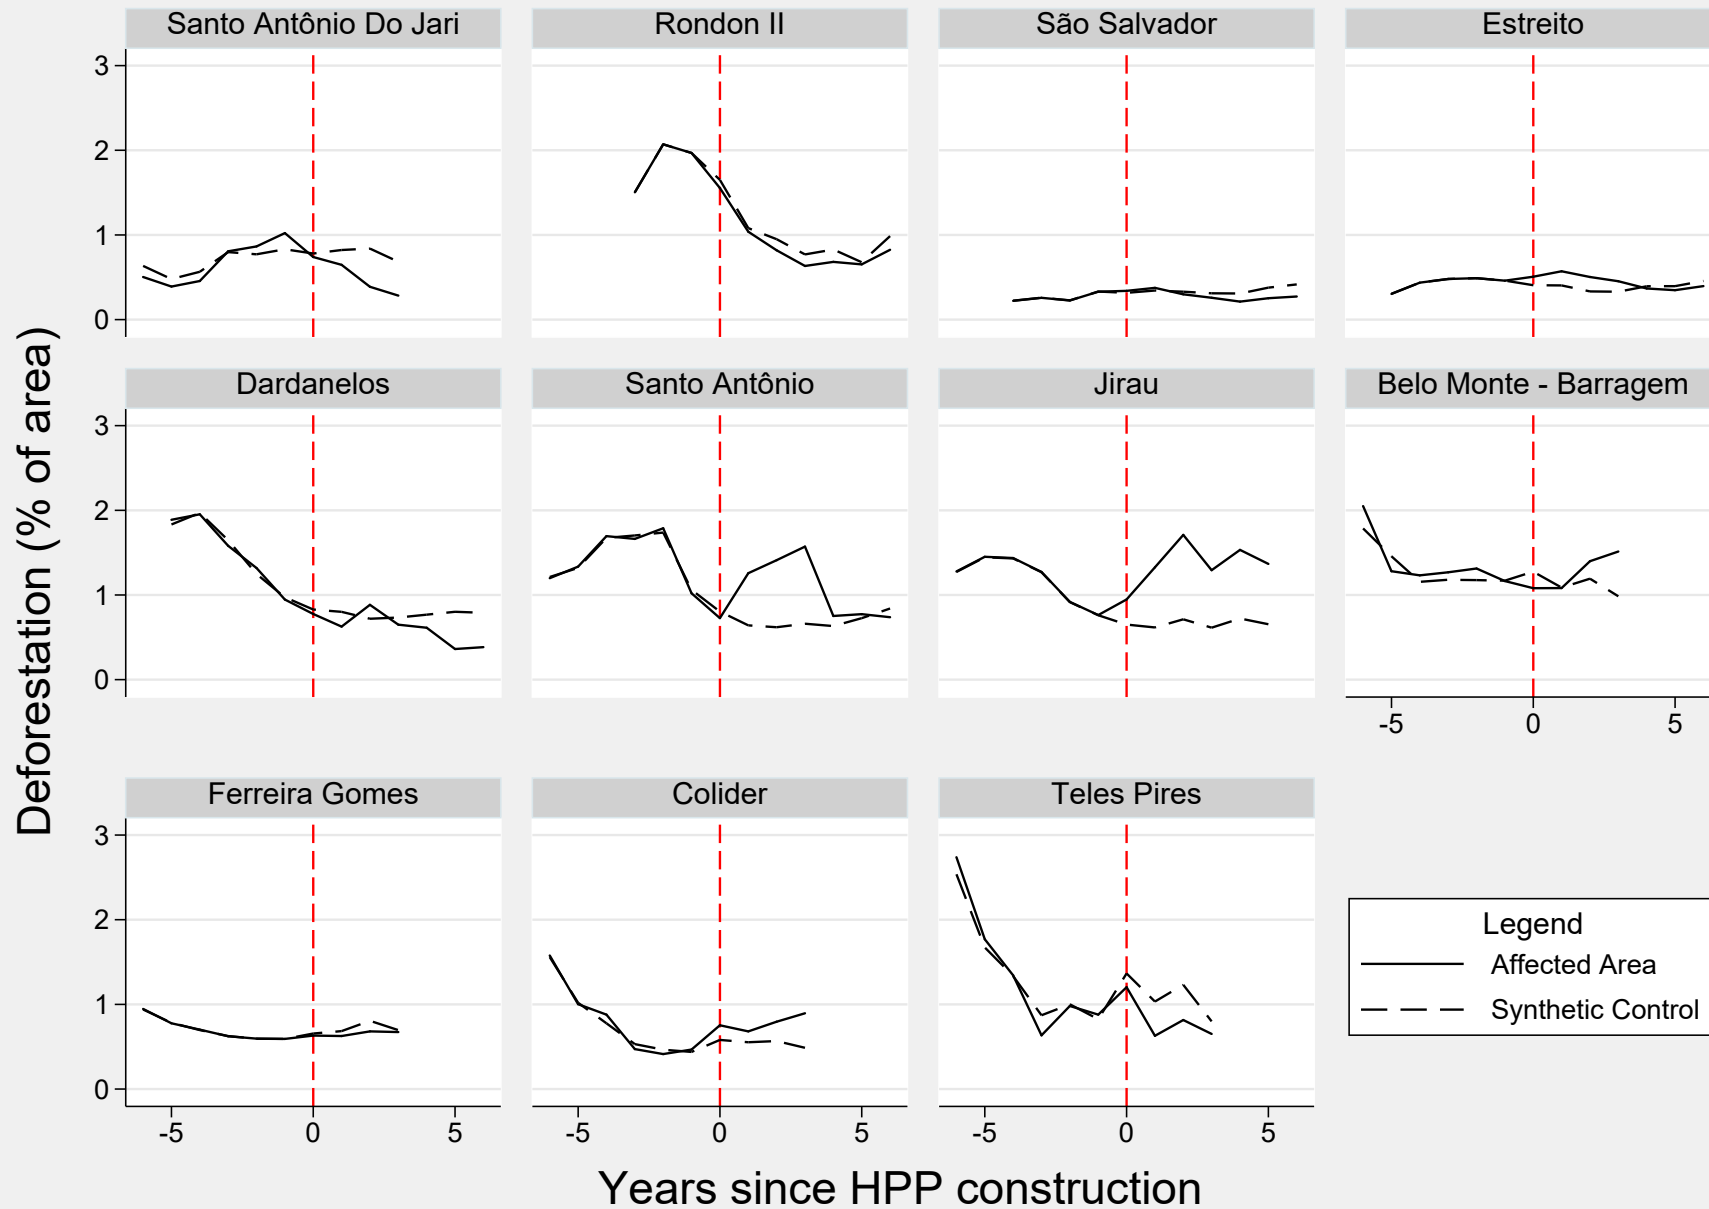 Santo Antônio Do Jari
Rondon II
São Salvador
Estreito
3
2
1
0
Dardanelos
Santo Antônio
Jirau
Belo Monte - Barragem
3
2
1
0
-5
0
5
Ferreira Gomes
Colider
Teles Pires
3
2
1
0
-5
0
5
-5
0
5
-5
0
5
Legend
Affected Area
Synthetic Control
Deforestation (% of area)
Years since HPP construction